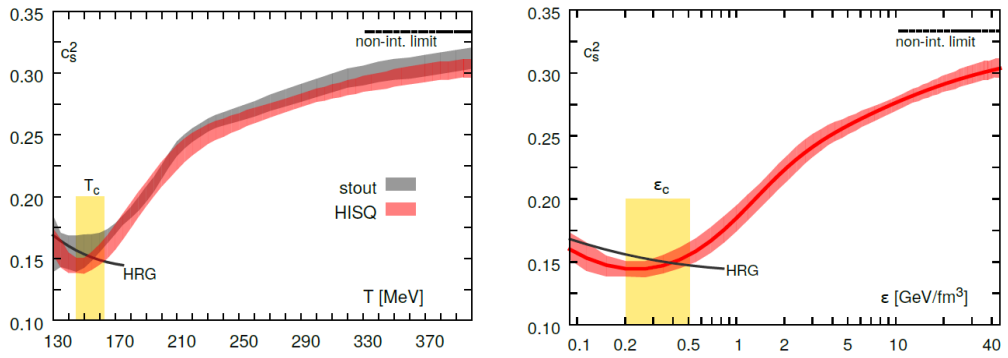 0.35
c_s^2
non-int. limit
0.30
0.25
0.20
T_c
stout
HISQ
0.15
HRG
T [MeV]
0.10
130 170 210 250 290 330 370
0.35
c_s^2
non-int. limit
0.30
0.25
0.20
ε_c
0.15
HRG
ε [GeV/fm³]
0.10
0.1 0.2 0.5 1 2 5 10 20 40